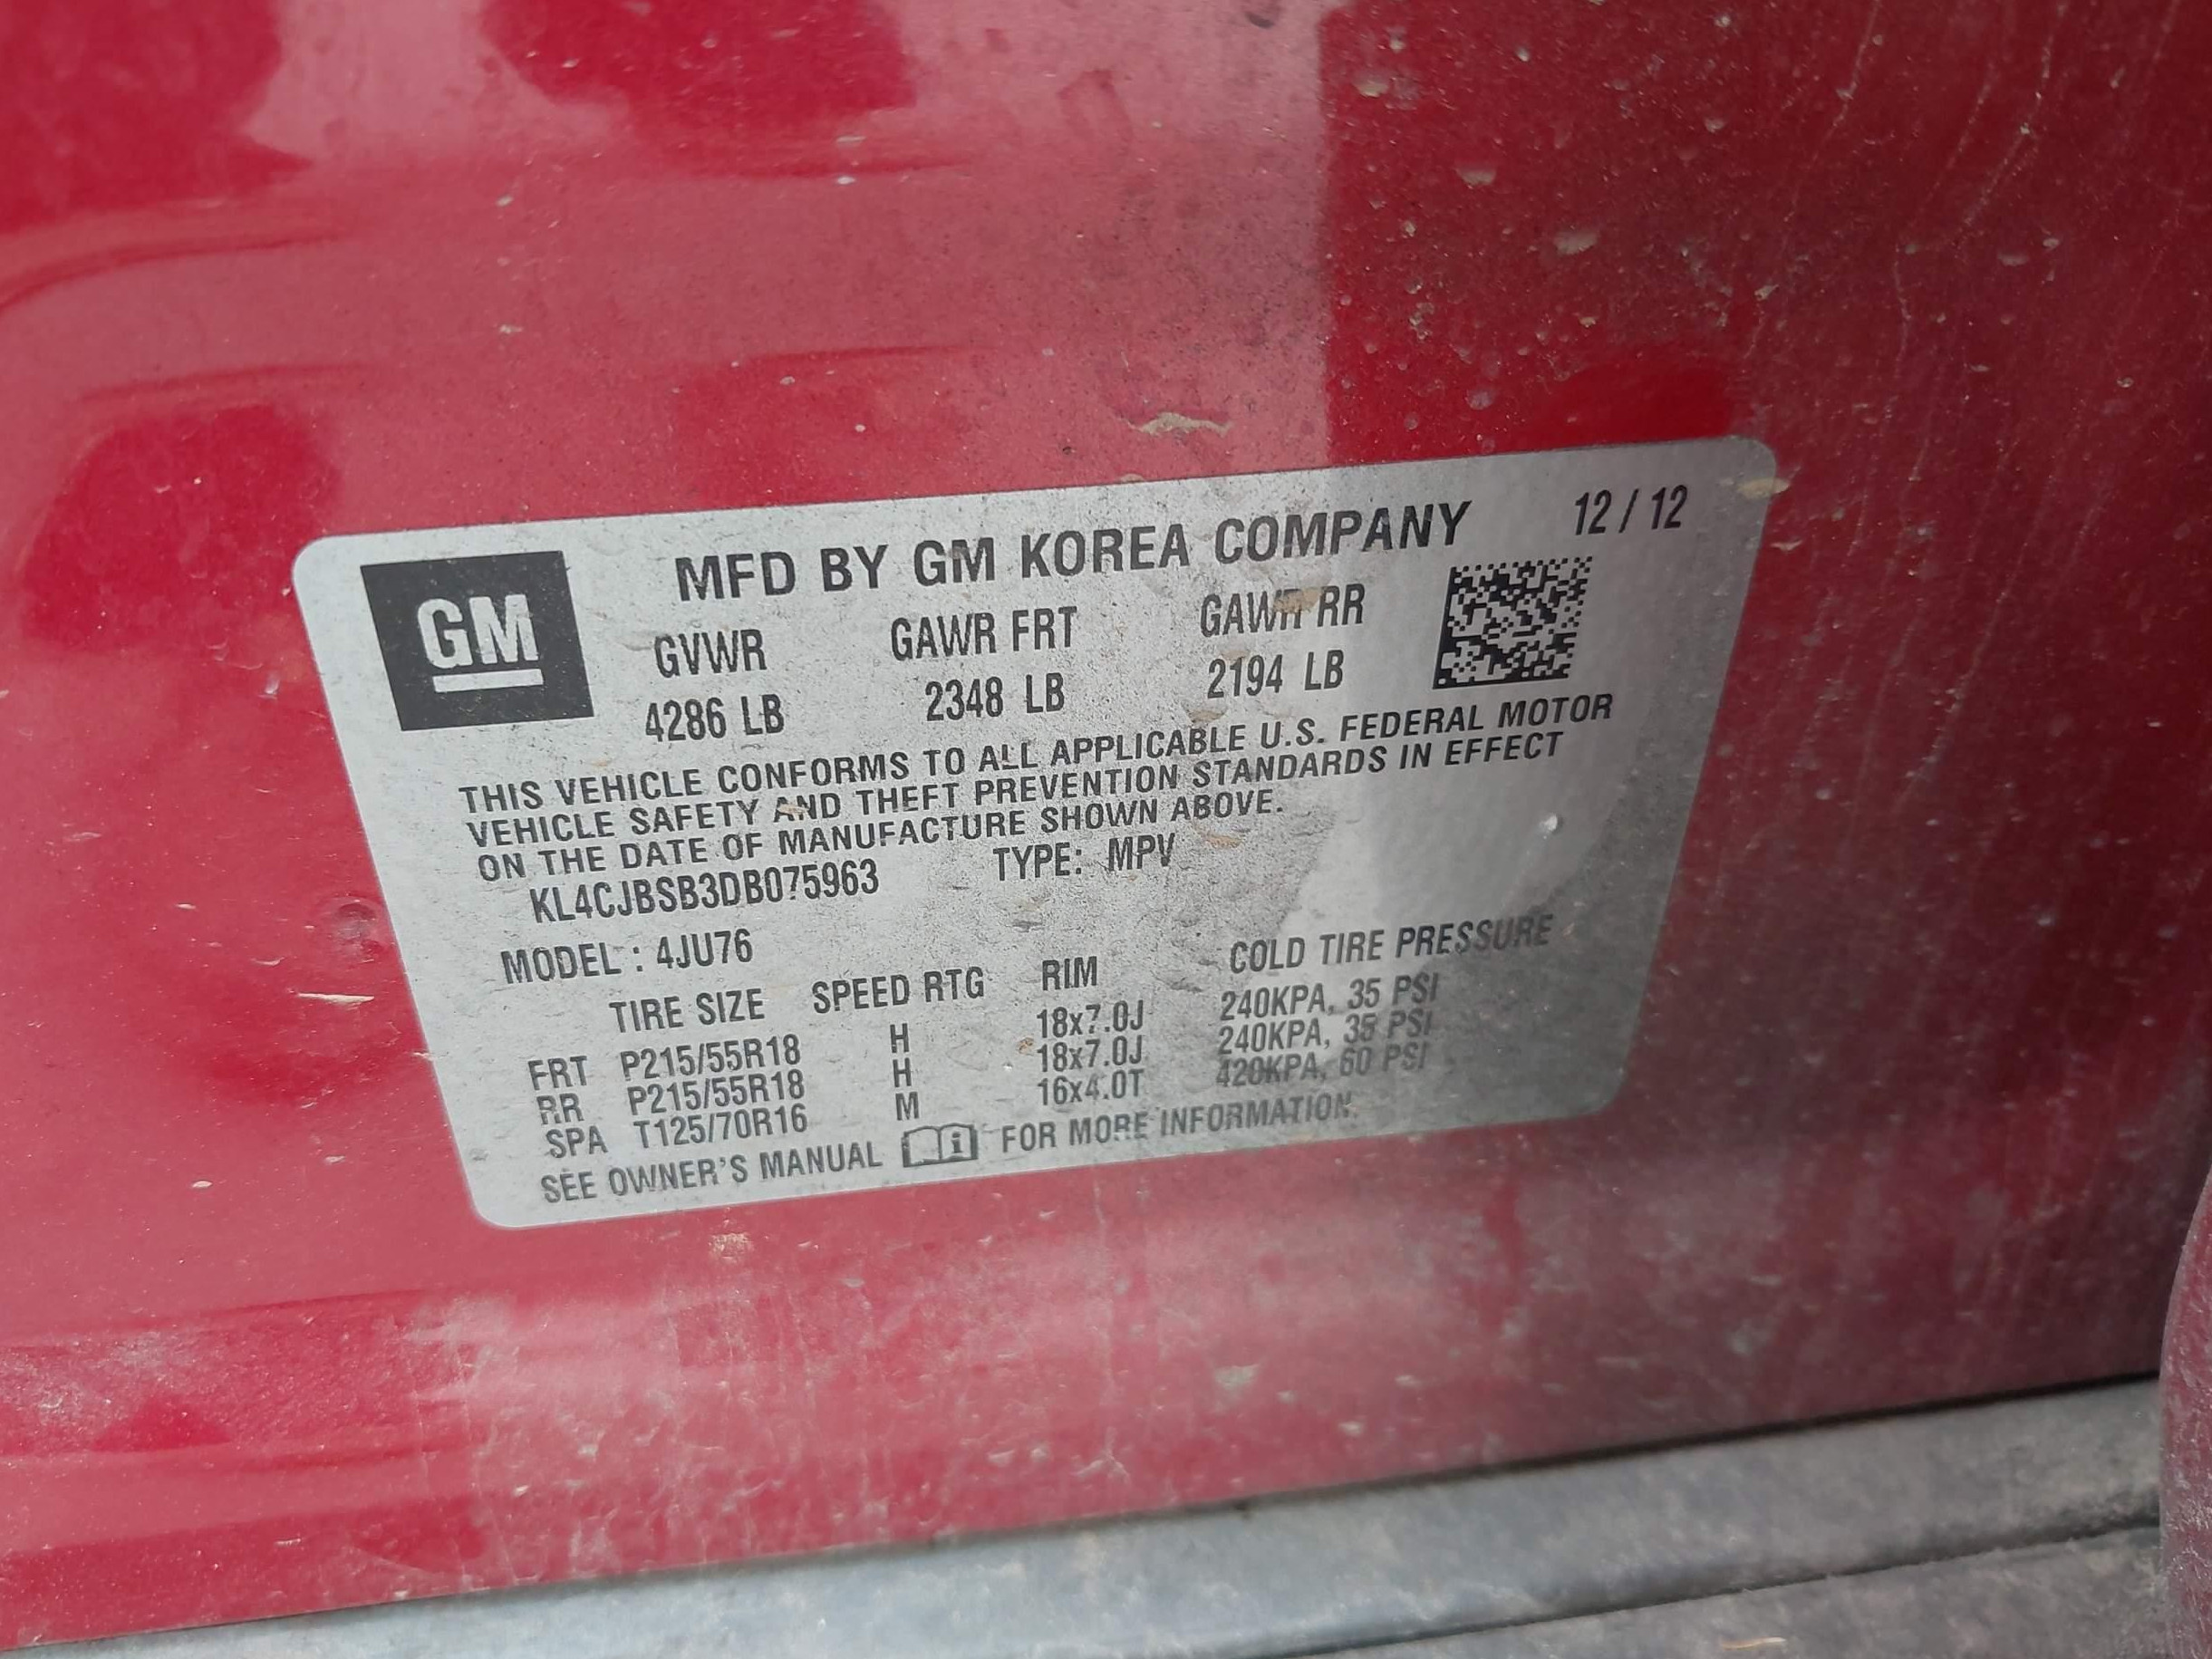 MFD BY GM KOREA COMPANY 12/12
GM
GVWR GAWR FRT GAWR RR
4286 LB 2348 LB 2194 LB
THIS VEHICLE CONFORMS TO ALL APPLICABLE U.S. FEDERAL MOTOR
VEHICLE SAFETY AND THEFT PREVENTION STANDARDS IN EFFECT
ON THE DATE OF MANUFACTURE SHOWN ABOVE.
KL4CJBSB3DB075963 TYPE: MPV
MODEL : 4JU76
TIRE SIZE SPEED RTG RIM COLD TIRE PRESSURE
FRT P215/55R18 H 18x7.0J 240KPA, 35 PSI
RR P215/55R18 H 18x7.0J 240KPA, 35 PSI
SPA T125/70R16 M 16x4.0T 420KPA, 60 PSI
SEE OWNER'S MANUAL i FOR MORE INFORMATION.